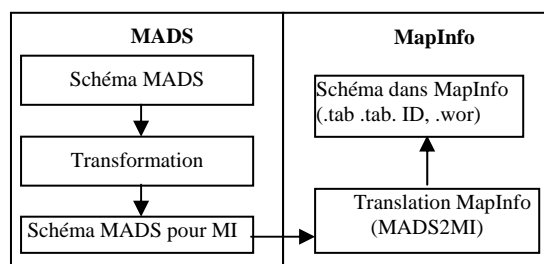 MADS
Schéma MADS
Transformation
Schéma MADS pour MI
MapInfo
Schéma dans MapInfo
(.tab .tab. ID, .wor)
Translation MapInfo
(MADS2MI)